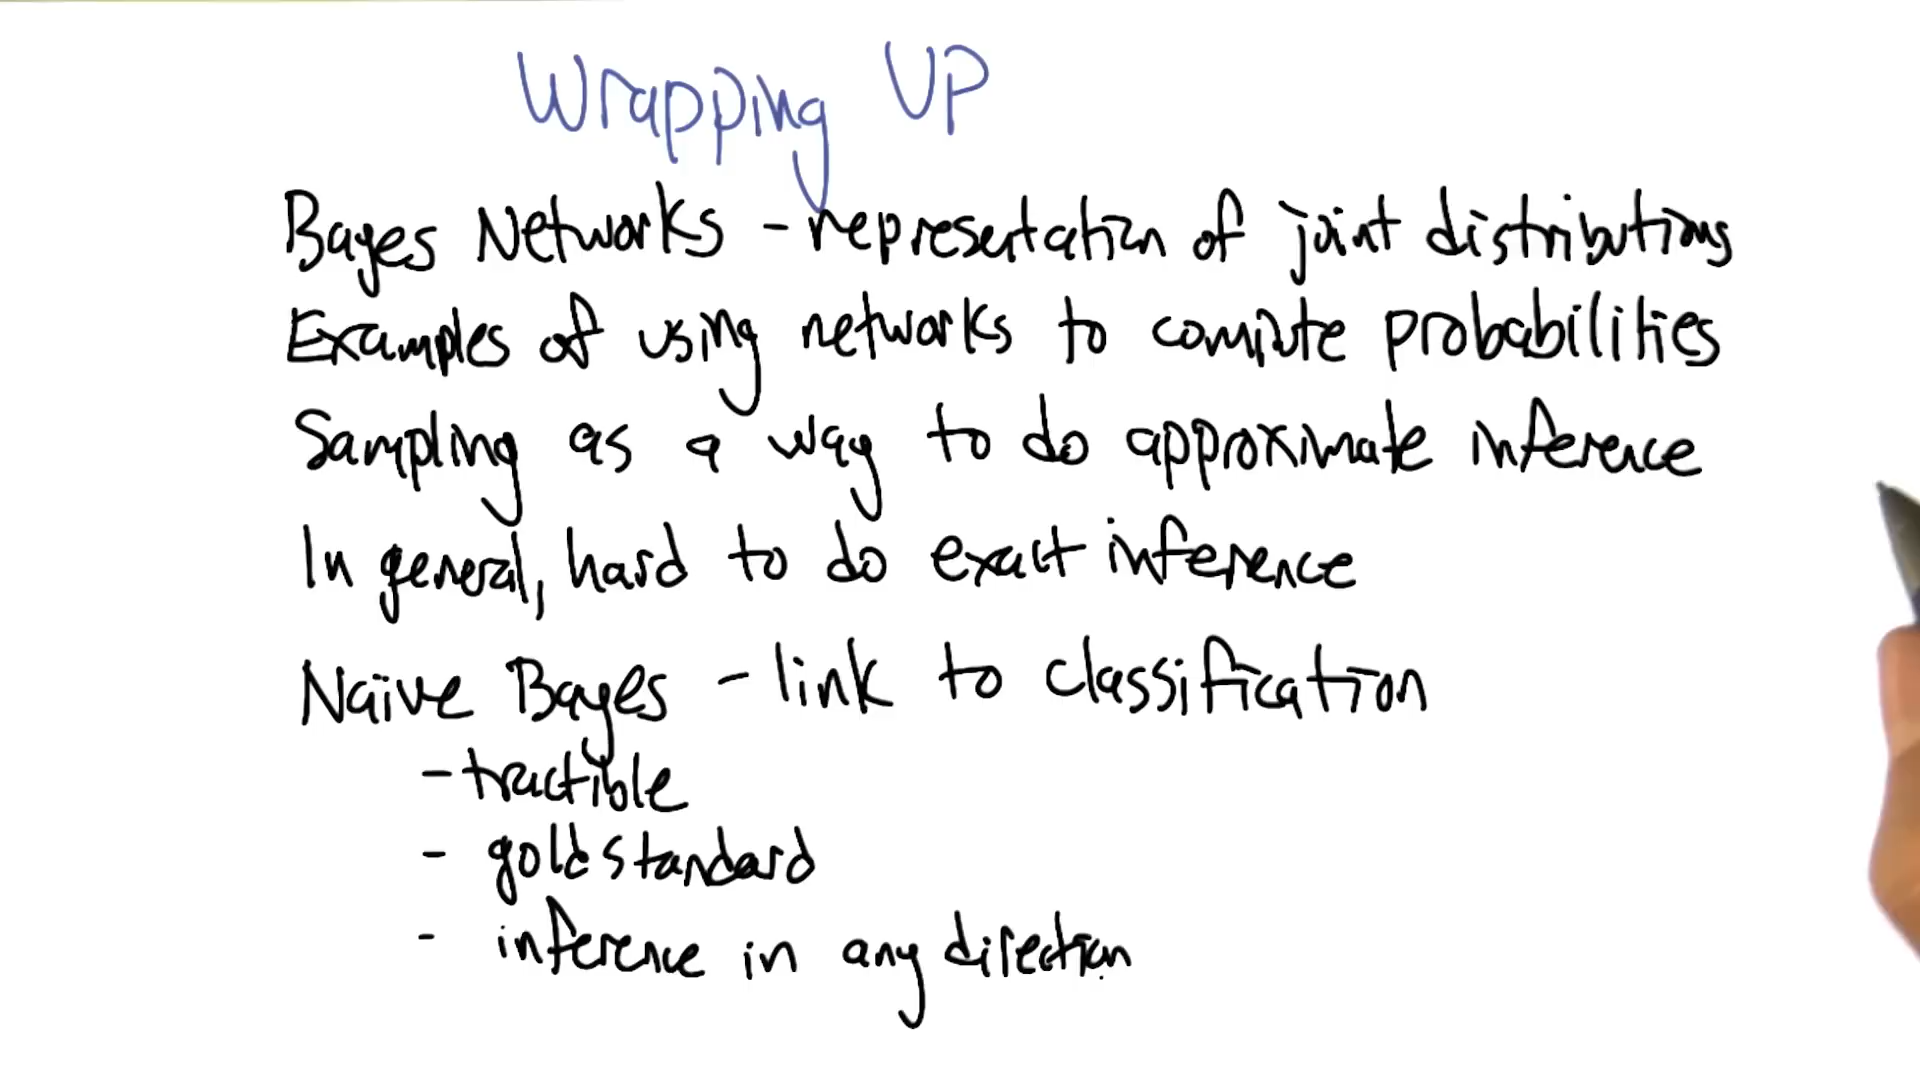 Wrapping UP
Bayes Networks - representation of joint distributions
Examples of using networks to compute probabilities
Sampling as a way to do approximate inference
In general, hard to do exact inference
Naïve Bayes - link to classification
- tractible
- gold standard
- inference in any direction